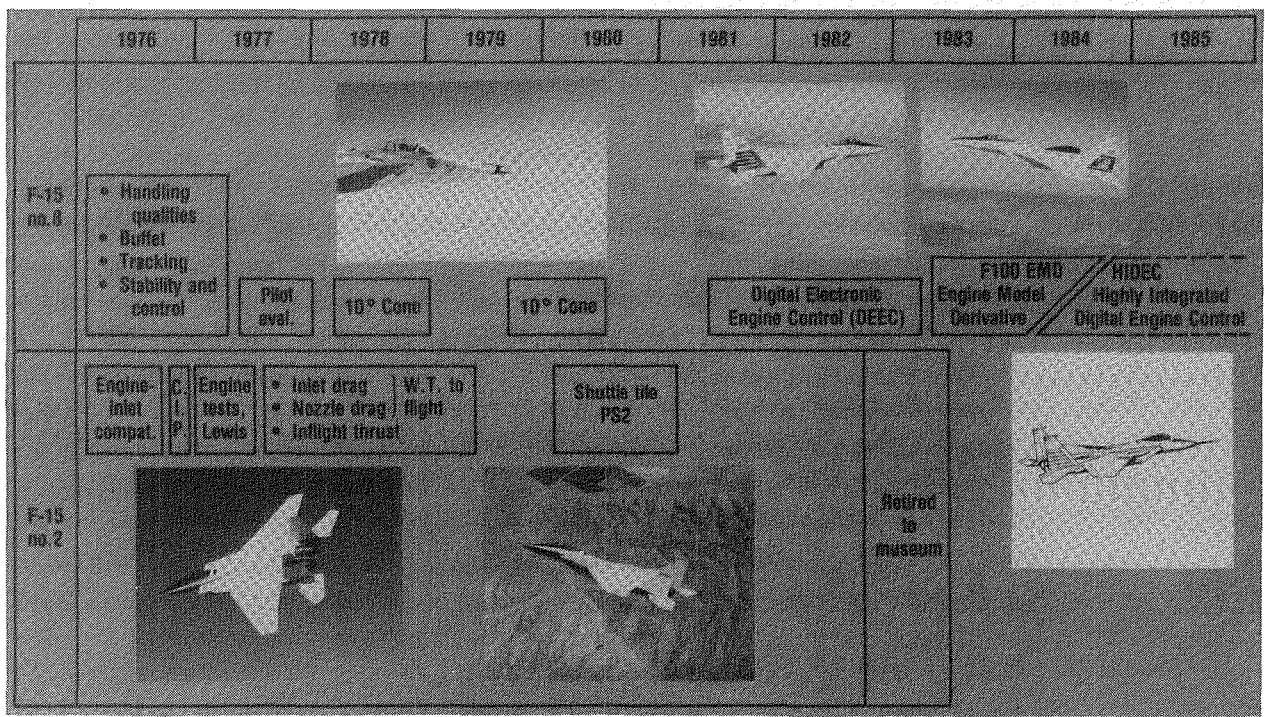 1976 1977 1978 1979 1980 1981 1982 1983 1984 1985
F-15
no.8
• Handling
qualities
• Buffet
• Tracking
• Stability and
control
Pilot
eval.
10° Cone
10° Cone
Digital Electronic
Engine Control (DEEC)
F100 EMD
Engine Model
Derivative
HIDEC
Highly Integrated
Digital Engine Control
F-15
no.2
Engine-
inlet
compat.
C.
I.
P.
Engine
tests,
Lewis
• Inlet drag
• Nozzle drag
• Inflight thrust
W.T. to
flight
Shuttle tile
PS2
Retired
to
museum